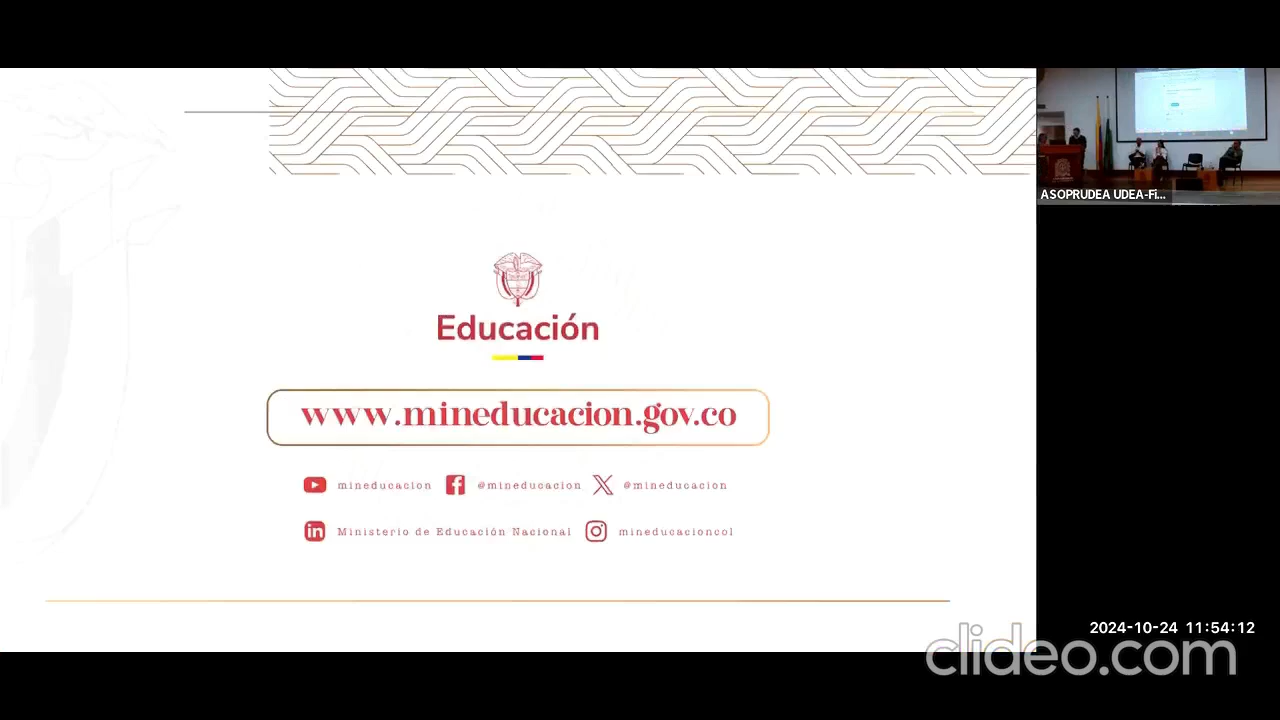 ASOPRUDEA UDEA-Fi...
Educación
www.mineducacion.gov.co
mineducacion @mineducacion @mineducacion
in Ministerio de Educación Nacional mineducacioncol
2024-10-24 11:54:12
clideo.com